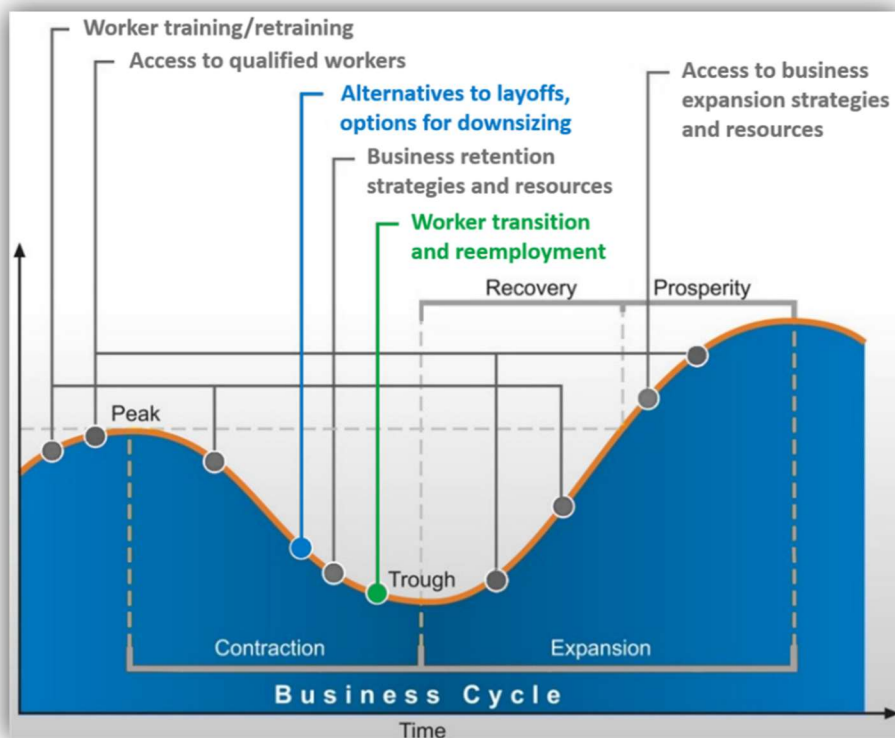 Worker training/retraining
Access to qualified workers
Alternatives to layoffs,
options for downsizing
Access to business
expansion strategies
and resources
Business retention
strategies and resources
Worker transition
and reemployment
Recovery
Prosperity
Peak
Trough
Contraction
Expansion
Business Cycle
Time